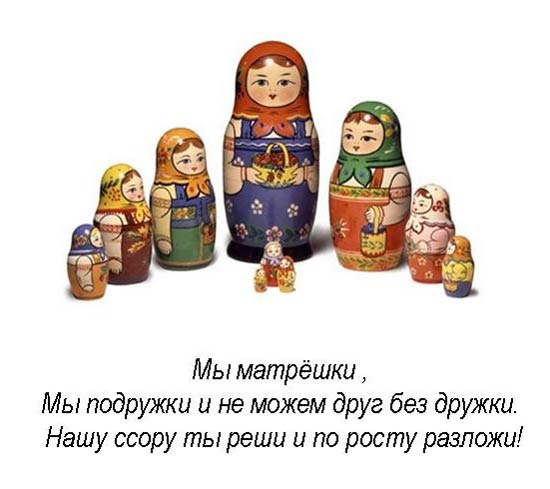 Мы матрёшки ,
Мы подружки и не можем друг без дружки.
Нашу ссору ты реши и по росту разложи!